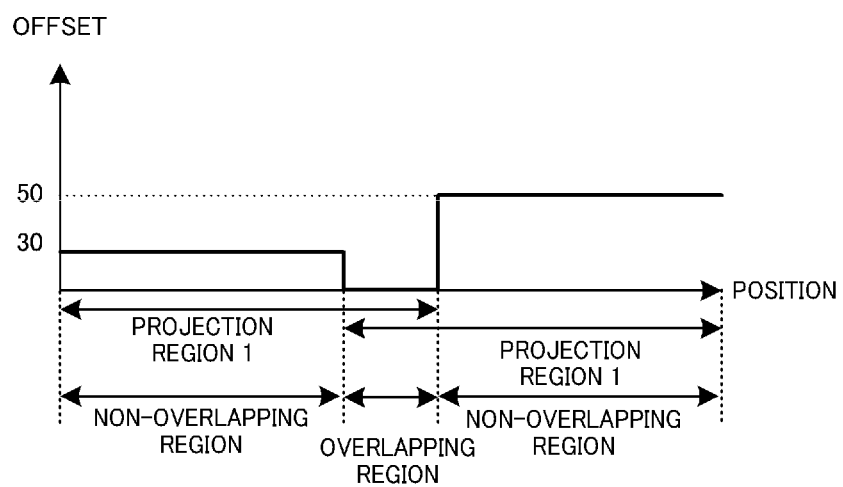 OFFSET
50
30
POSITION
PROJECTION
REGION 1
PROJECTION
REGION 1
NON-OVERLAPPING
REGION
OVERLAPPING
REGION
NON-OVERLAPPING
REGION